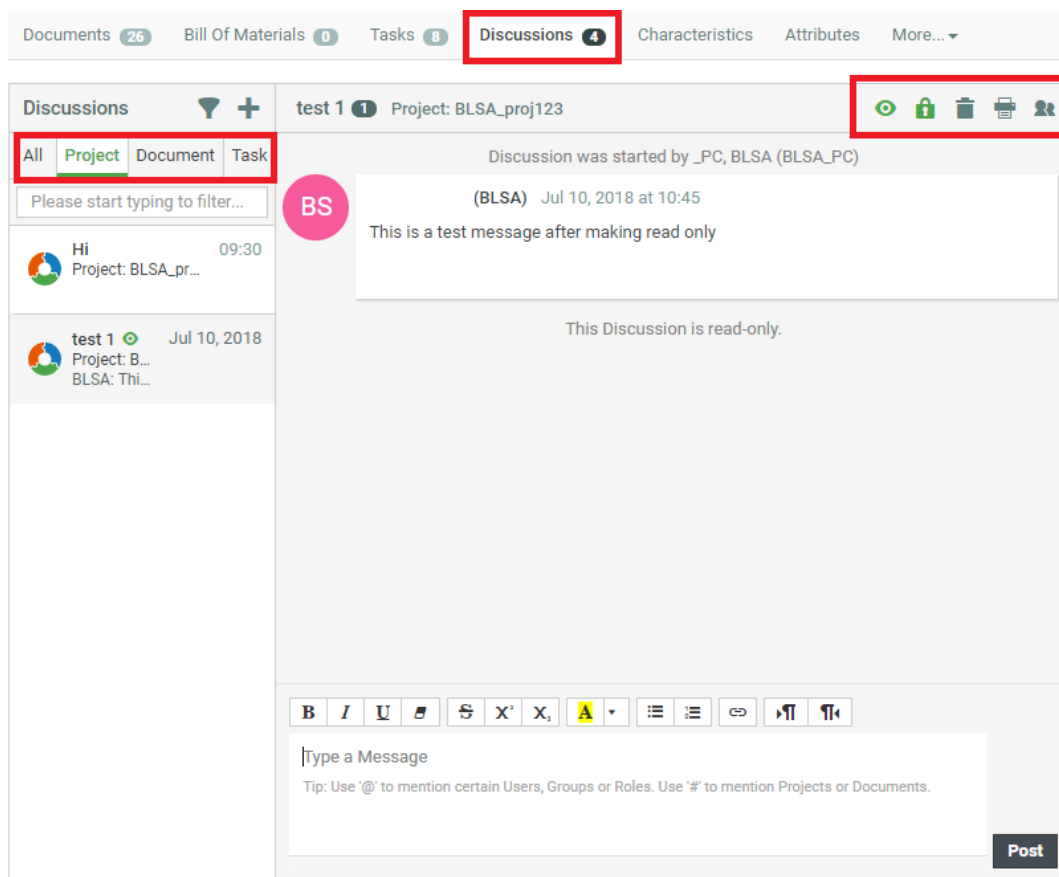 Documents 26 Bill Of Materials 0 Tasks 8 Discussions 4 Characteristics Attributes More...
Discussions
All Project Document Task
Please start typing to filter...
Hi 09:30
Project: BLSA_pr...
test 1 Jul 10, 2018
Project: B...
BLSA: Thi...
test 1 1 Project: BLSA_proj123
Discussion was started by _PC, BLSA (BLSA_PC)
BS
(BLSA) Jul 10, 2018 at 10:45
This is a test message after making read only
This Discussion is read-only.
B I U S X² X₂ A
Type a Message
Tip: Use '@' to mention certain Users, Groups or Roles. Use '#' to mention Projects or Documents.
Post